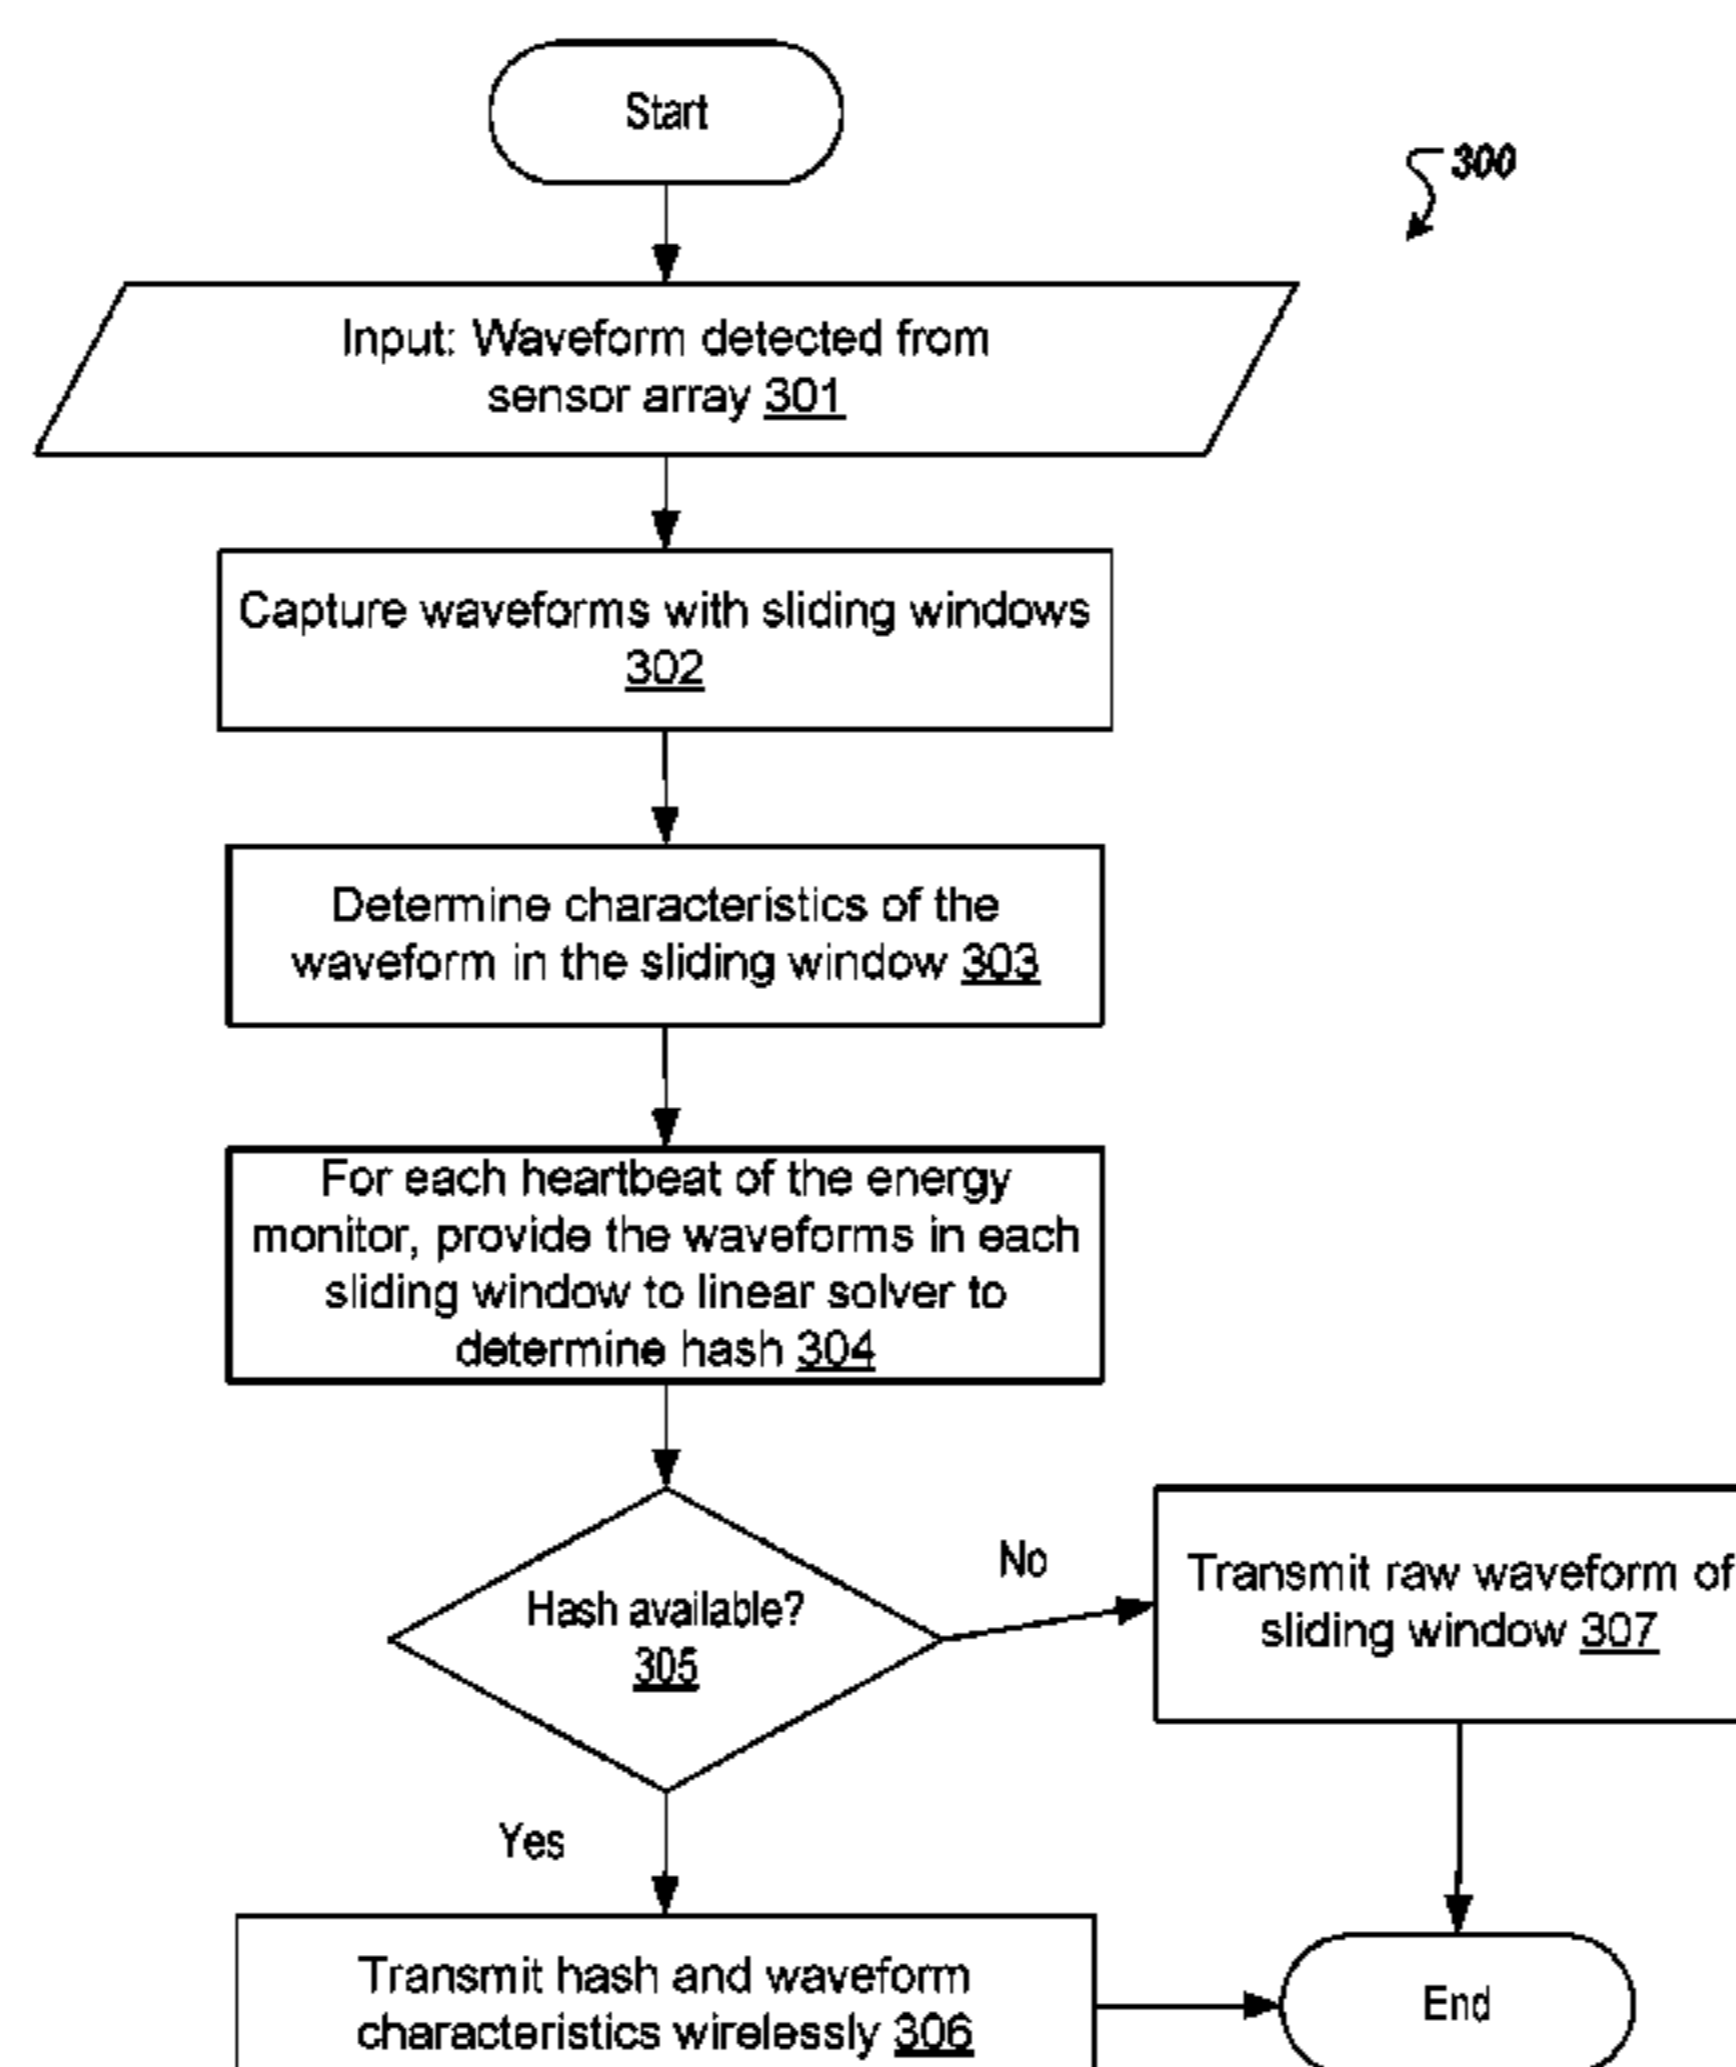 Start
300
Input: Waveform detected from
sensor array 301
Capture waveforms with sliding windows
302
Determine characteristics of the
waveform in the sliding window 303
For each heartbeat of the energy
monitor, provide the waveforms in each
sliding window to linear solver to
determine hash 304
Hash available?
305
No
Transmit raw waveform of
sliding window 307
Yes
Transmit hash and waveform
characteristics wirelessly 306
End